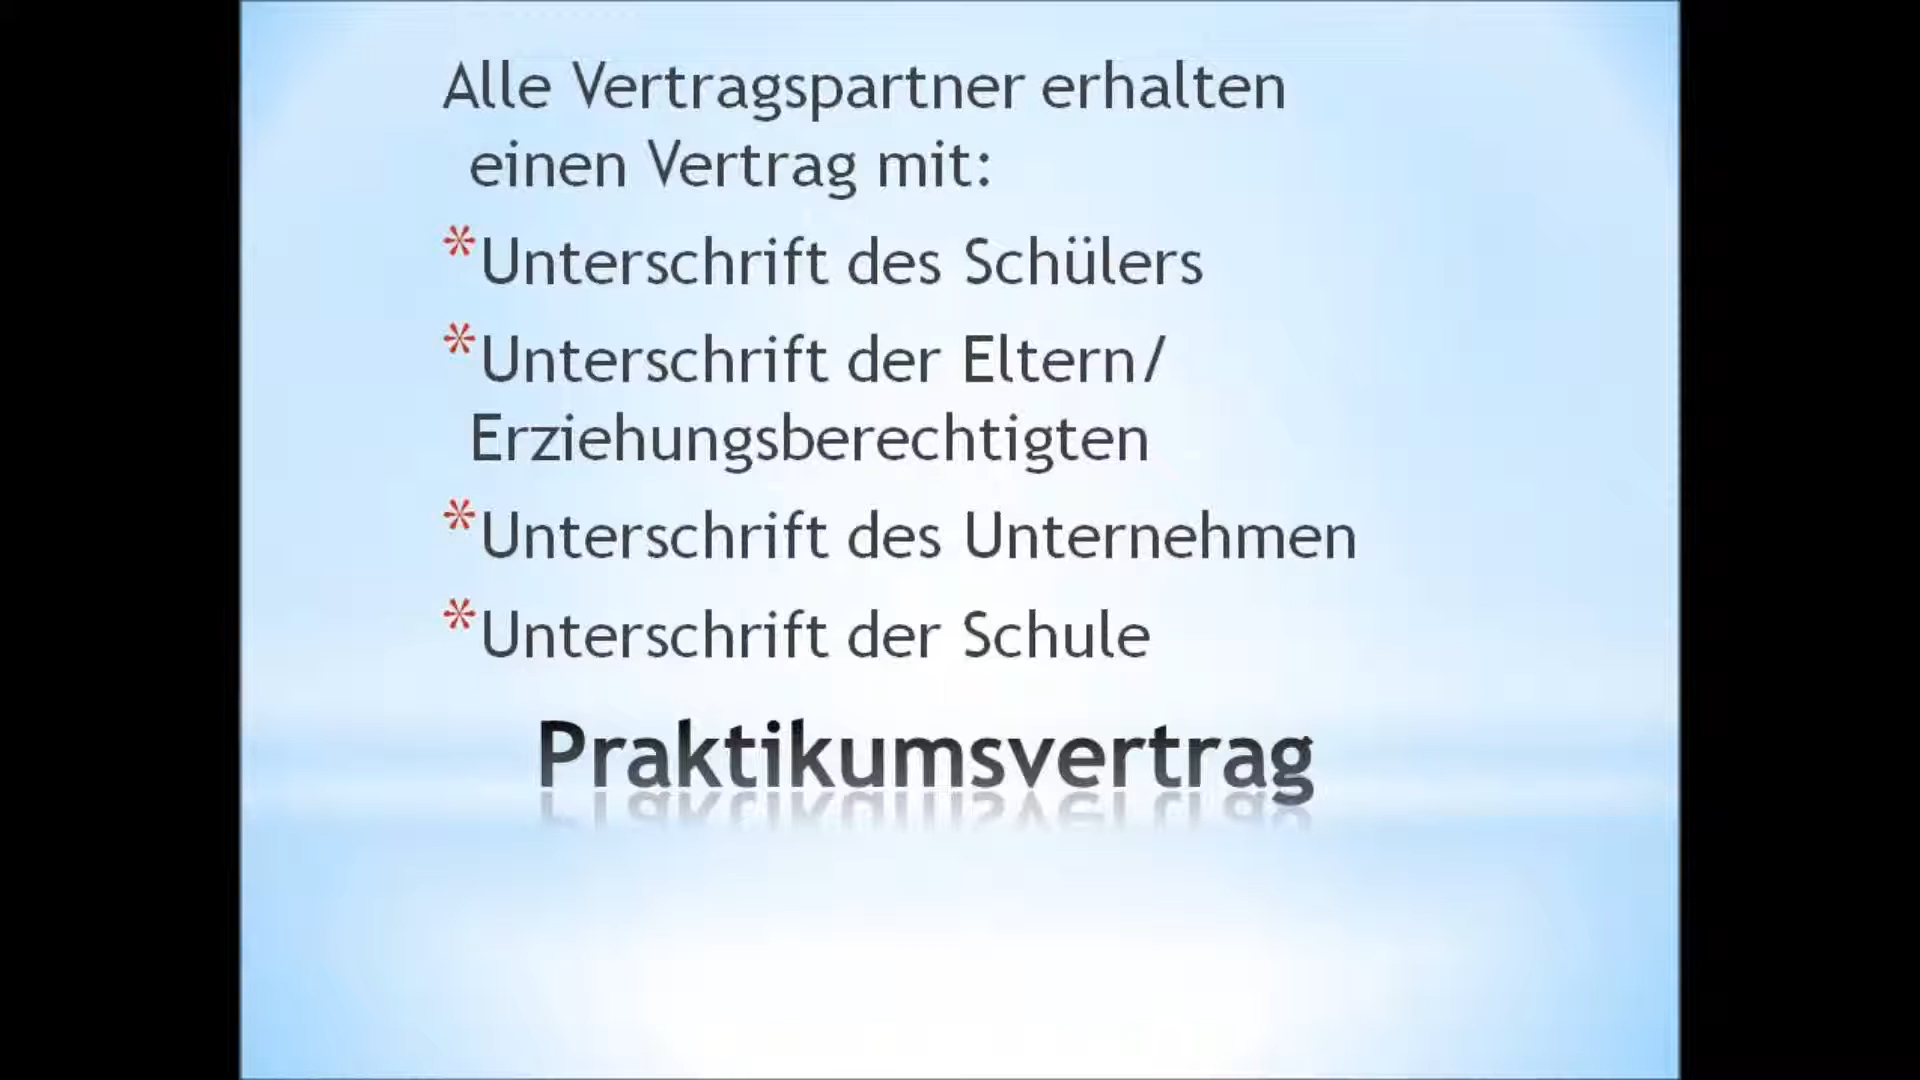 Alle Vertragspartner erhalten
einen Vertrag mit:
*Unterschrift des Schülers
*Unterschrift der Eltern/
Erziehungsberechtigten
*Unterschrift des Unternehmen
*Unterschrift der Schule
Praktikumsvertrag